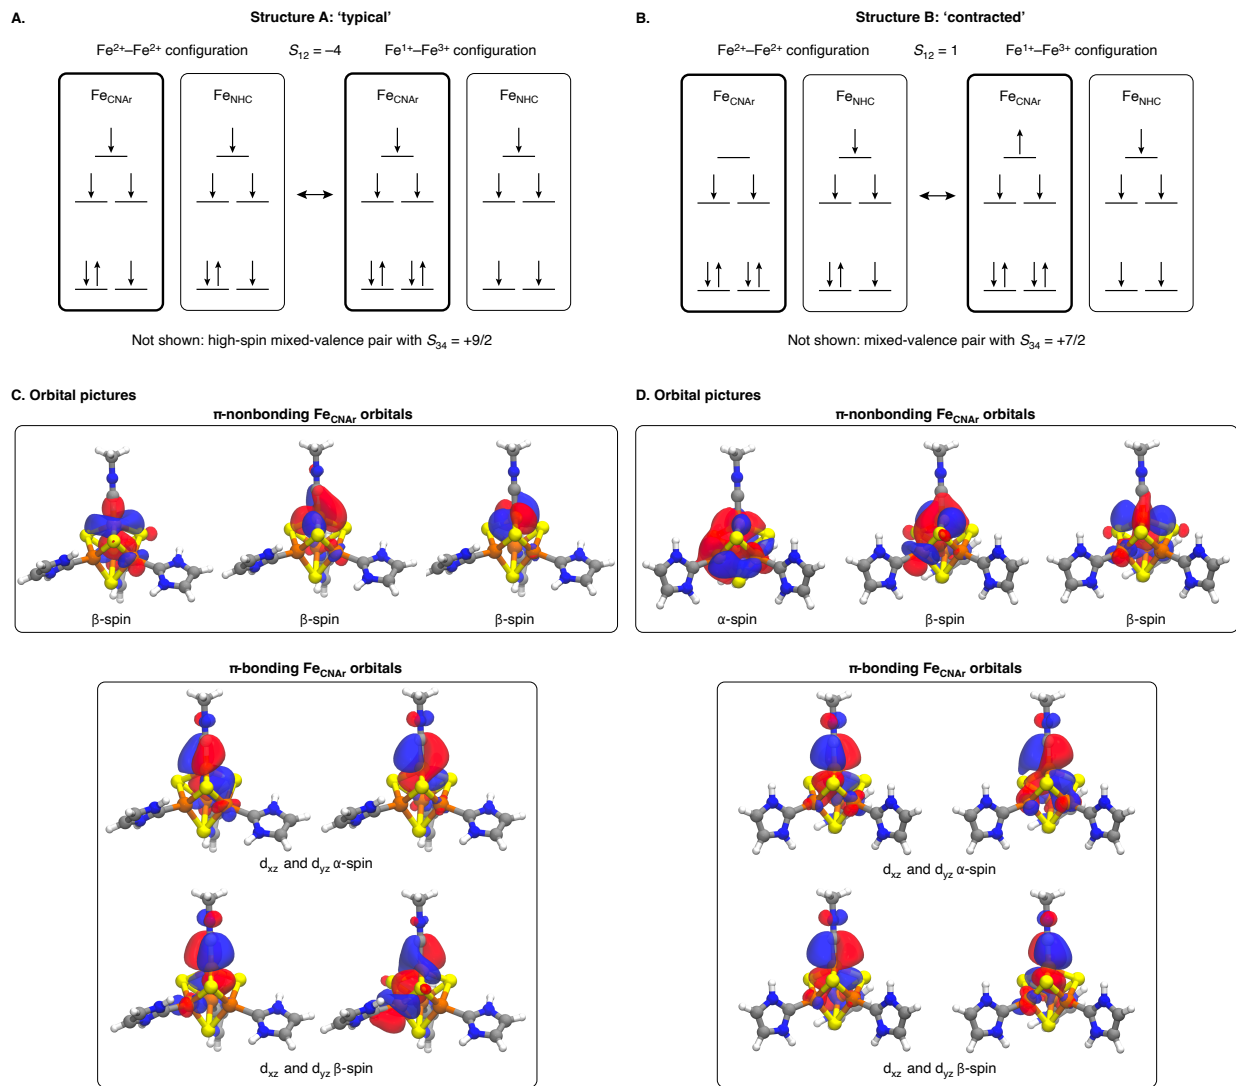 A.
Structure A: ‘typical’
Fe2+–Fe2+ configuration
S12 = –4
Fe1+–Fe3+ configuration
FeCNAr
FeNHC
FeCNAr
FeNHC
Not shown: high-spin mixed-valence pair with S34 = +9/2
B.
Structure B: ‘contracted’
Fe2+–Fe2+ configuration
S12 = 1
Fe1+–Fe3+ configuration
FeCNAr
FeNHC
FeCNAr
FeNHC
Not shown: mixed-valence pair with S34 = +7/2
C. Orbital pictures
π-nonbonding FeCNAr orbitals
β-spin
β-spin
β-spin
π-bonding FeCNAr orbitals
dxz and dyz α-spin
dxz and dyz β-spin
D. Orbital pictures
π-nonbonding FeCNAr orbitals
α-spin
β-spin
β-spin
π-bonding FeCNAr orbitals
dxz and dyz α-spin
dxz and dyz β-spin